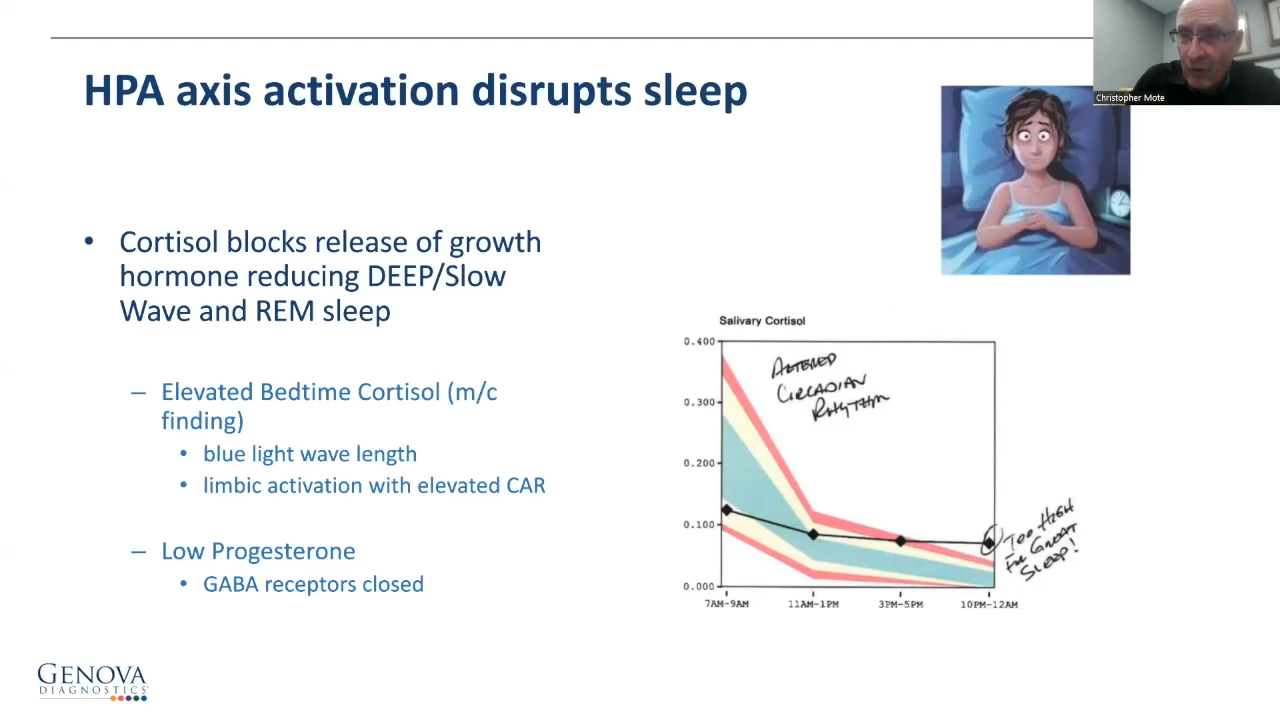 HPA axis activation disrupts sleep
Christopher Mote
• Cortisol blocks release of growth
hormone reducing DEEP/Slow
Wave and REM sleep
– Elevated Bedtime Cortisol (m/c
finding)
• blue light wave length
• limbic activation with elevated CAR
– Low Progesterone
• GABA receptors closed
Salivary Cortisol
0.400
0.300
0.200
0.100
0.000
7AM-9AM
11AM-1PM
3PM-5PM
10PM-12AM
ALTERED
CIRCADIAN
RHYTHM
TOO HIGH
FOR GREAT
SLEEP!
GENOVA
DIAGNOSTICS